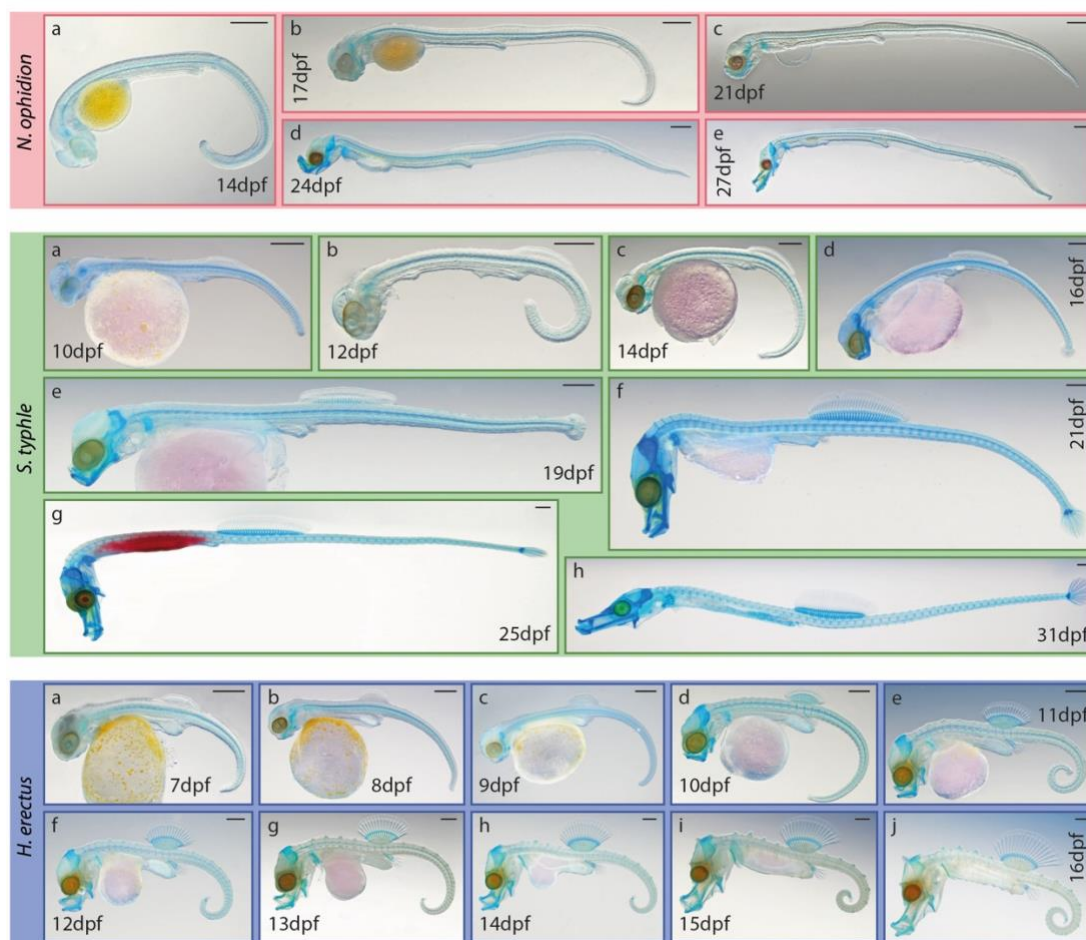 N. ophidion
a
14dpf
b
17dpf
c
21dpf
d
24dpf
e
27dpf
S. typhle
a
10dpf
b
12dpf
c
14dpf
d
16dpf
e
19dpf
f
21dpf
g
25dpf
h
31dpf
H. erectus
a
7dpf
b
8dpf
c
9dpf
d
10dpf
e
11dpf
f
12dpf
g
13dpf
h
14dpf
i
15dpf
j
16dpf